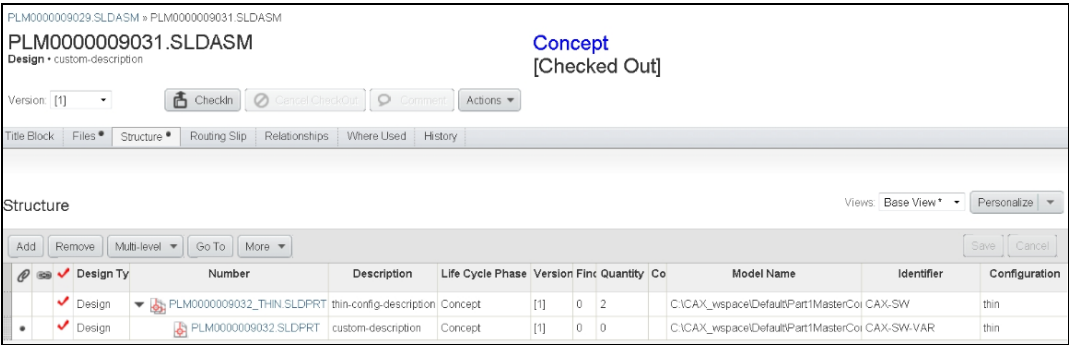 PLM0000009029.SLDASM » PLM0000009031.SLDASM
PLM0000009031.SLDASM
Design • custom-description
Concept
[Checked Out]
Version: [1] CheckIn Cancel CheckOut Comment Actions
Title Block Files Structure Routing Slip Relationships Where Used History
Structure
Views: Base View* Personalize
Add Remove Multi-level Go To More Save Cancel
Design Ty Number Description Life Cycle Phase Version Find Quantity Co Model Name Identifier Configuration
Design PLM0000009032_THIN.SLDPRT thin-config-description Concept [1] 0 2 C:\CAX_wspace\Default\Part1MasterCo CAX-SW thin
Design PLM0000009032.SLDPRT custom-description Concept [1] 0 0 C:\CAX_wspace\Default\Part1MasterCo CAX-SW-VAR thin